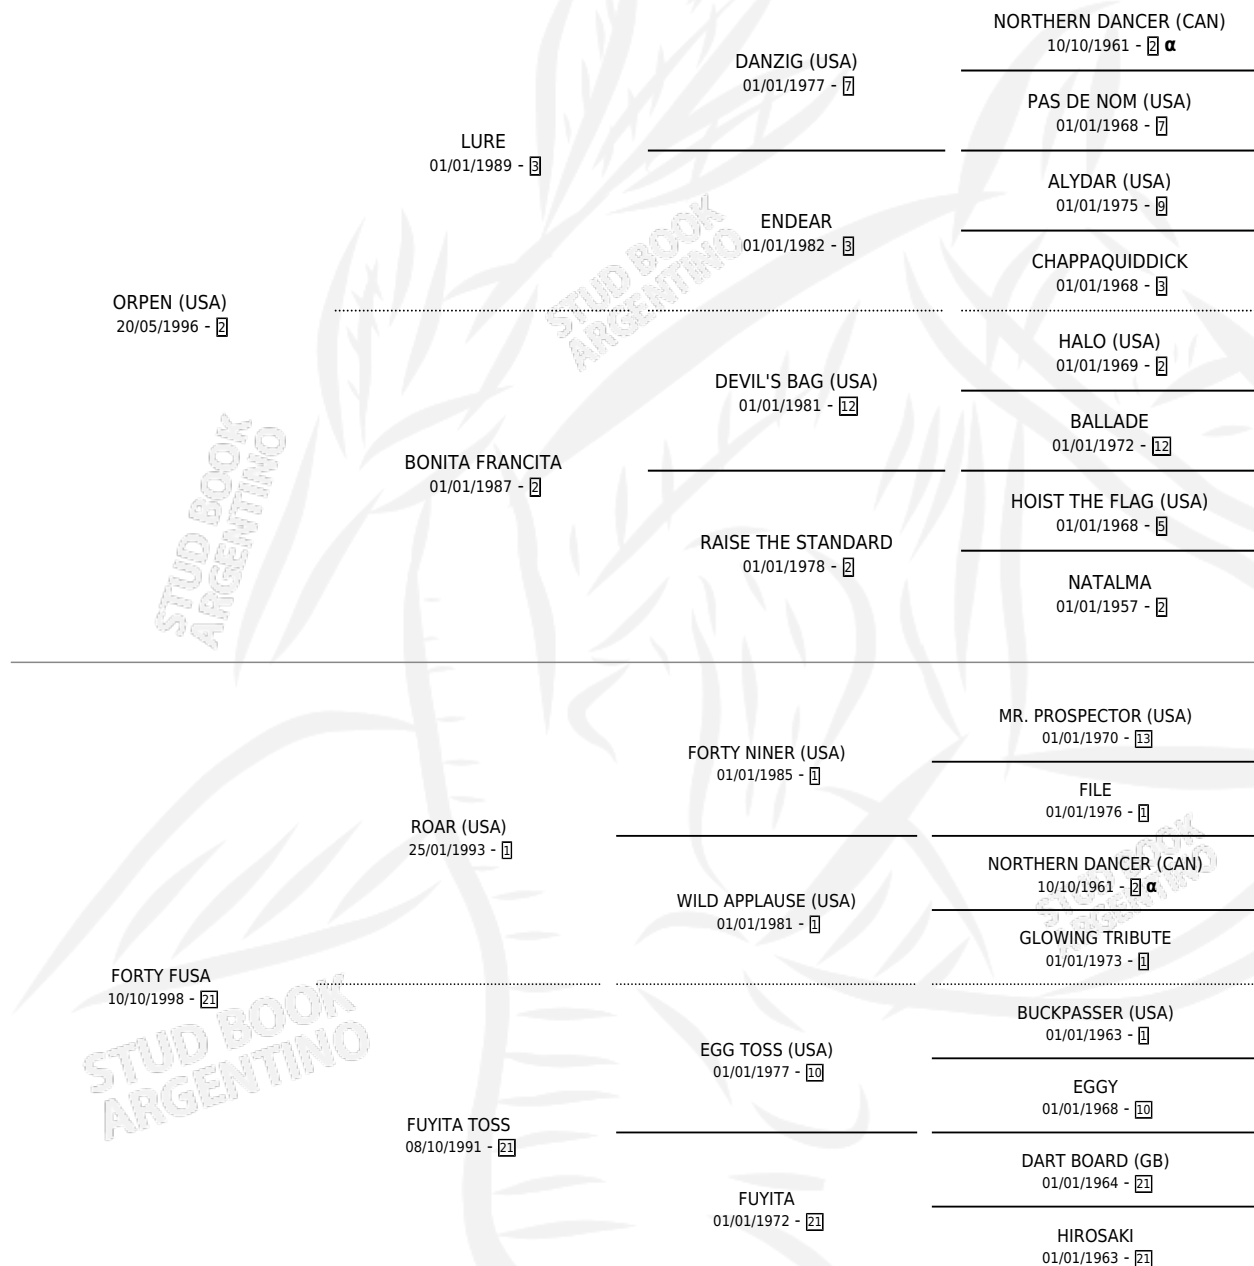 NORTHERN DANCER (CAN)
10/10/1961 - 2 α
DANZIG (USA)
01/01/1977 - 7
PAS DE NOM (USA)
01/01/1968 - 7
LURE
01/01/1989 - 3
ALYDAR (USA)
01/01/1975 - 9
ENDEAR
01/01/1982 - 3
CHAPPAQUIDDICK
01/01/1968 - 3
STUD BOOK
ARGENTINO
ORPEN (USA)
20/05/1996 - 2
HALO (USA)
01/01/1969 - 2
DEVIL'S BAG (USA)
01/01/1981 - 12
BALLADE
01/01/1972 - 12
BONITA FRANCITA
01/01/1987 - 2
HOIST THE FLAG (USA)
01/01/1968 - 5
RAISE THE STANDARD
01/01/1978 - 2
NATALMA
01/01/1957 - 2
STUD BOOK
ARGENTINO
MR. PROSPECTOR (USA)
01/01/1970 - 13
FORTY NINER (USA)
01/01/1985 - 1
FILE
01/01/1976 - 1
ROAR (USA)
25/01/1993 - 1
NORTHERN DANCER (CAN)
10/10/1961 - 2 α
STUD BOOK
ARGENTINO
WILD APPLAUSE (USA)
01/01/1981 - 1
GLOWING TRIBUTE
01/01/1973 - 1
FORTY FUSA
10/10/1998 - 21
BUCKPASSER (USA)
01/01/1963 - 1
EGG TOSS (USA)
01/01/1977 - 10
EGGY
01/01/1968 - 10
STUD BOOK
ARGENTINO
FUYITA TOSS
08/10/1991 - 21
DART BOARD (GB)
01/01/1964 - 21
FUYITA
01/01/1972 - 21
HIROSAKI
01/01/1963 - 21